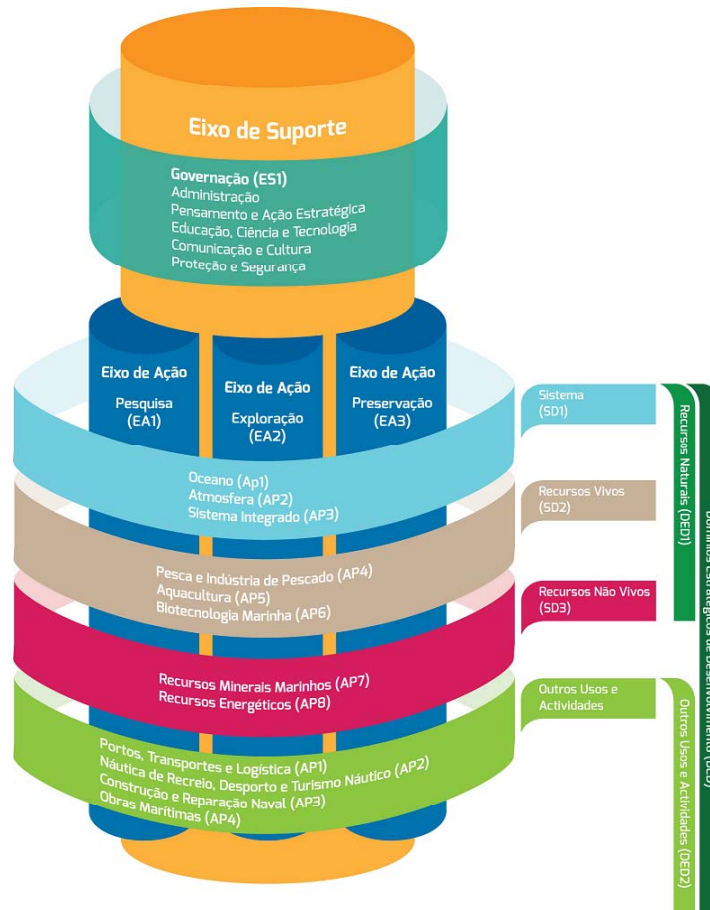 Eixo de Suporte
Governação (ES1)
Administração
Pensamento e Ação Estratégica
Educação, Ciência e Tecnologia
Comunicação e Cultura
Proteção e Segurança
Eixo de Ação
Pesquisa
(EA1)
Eixo de Ação
Exploração
(EA2)
Eixo de Ação
Preservação
(EA3)
Oceano (Ap1)
Atmosfera (AP2)
Sistema Integrado (AP3)
Sistema
(SD1)
Pesca e Indústria de Pescado (AP4)
Aquacultura (AP5)
Biotecnologia Marinha (AP6)
Recursos Vivos
(SD2)
Recursos Minerais Marinhos (AP7)
Recursos Energéticos (AP8)
Recursos Não Vivos
(SD3)
Portos, Transportes e Logística (AP1)
Náutica de Recreio, Desporto e Turismo Náutico (AP2)
Construção e Reparação Naval (AP3)
Obras Marítimas (AP4)
Outros Usos e
Actividades
Recursos Naturais (DED1)
Outros Usos e Actividades (DED2)
Domínios Estratégicos de Desenvolvimento